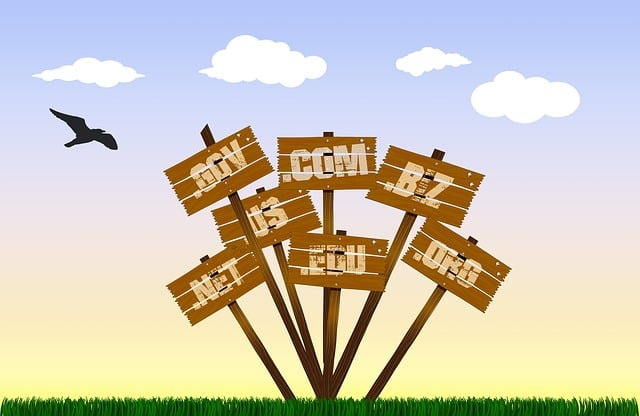 .GOV
.COM
.BIZ
.US
.NET
.EDU
.ORG